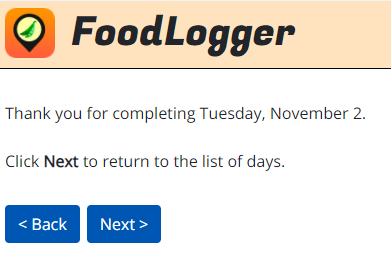 FoodLogger
Thank you for completing Tuesday, November 2.
Click Next to return to the list of days.
< Back
Next >